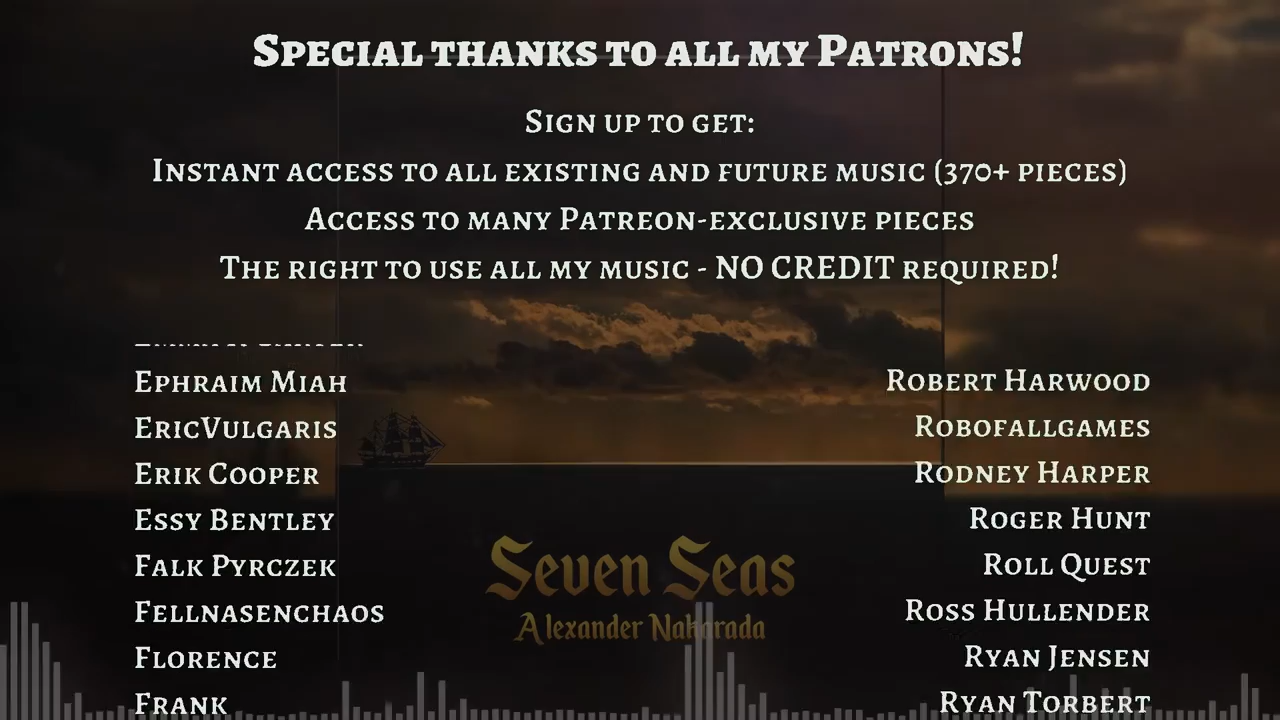 Special thanks to all my Patrons!
Sign up to get:
Instant access to all existing and future music (370+ pieces)
Access to many Patreon-exclusive pieces
The right to use all my music - NO CREDIT required!
Ephraim Miah
Robert Harwood
EricVulgaris
Robofallgames
Erik Cooper
Rodney Harper
Essy Bentley
Roger Hunt
Falk Pyrczek
Roll Quest
Seven Seas
Fellnasenchaos
Ross Hullender
Alexander Nakarada
Florence
Ryan Jensen
Frank
Ryan Torbert